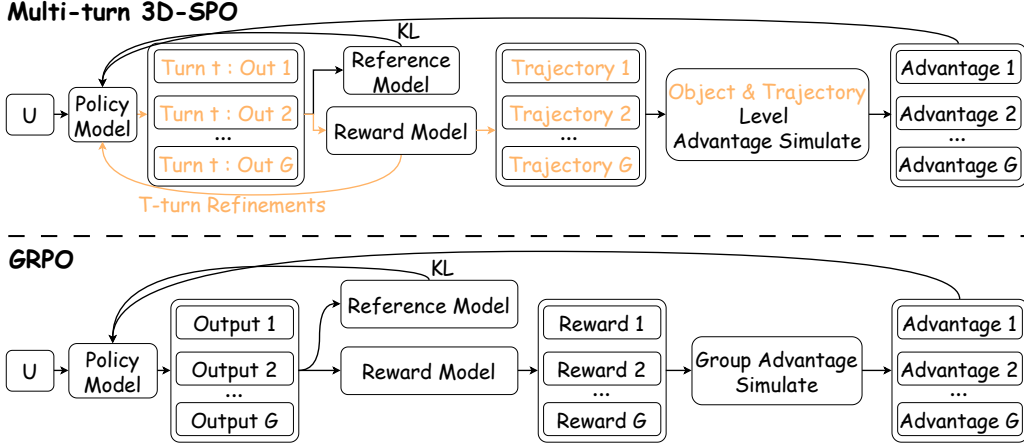 Multi-turn 3D-SPO
KL
U
Policy
Model
Turn t : Out 1
Turn t : Out 2
...
Turn t : Out G
Reference
Model
Reward Model
T-turn Refinements
Trajectory 1
Trajectory 2
...
Trajectory G
Object & Trajectory
Level
Advantage Simulate
Advantage 1
Advantage 2
...
Advantage G
GRPO
KL
U
Policy
Model
Output 1
Output 2
...
Output G
Reference Model
Reward Model
Reward 1
Reward 2
...
Reward G
Group Advantage
Simulate
Advantage 1
Advantage 2
...
Advantage G